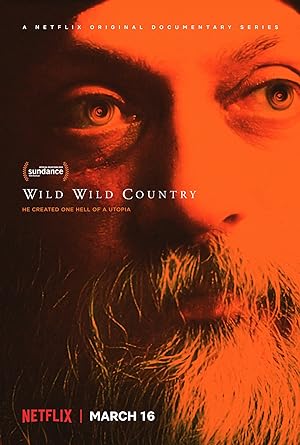 A NETFLIX ORIGINAL DOCUMENTARY SERIES
sundance
WILD WILD COUNTRY
HE CREATED ONE HELL OF A UTOPIA
NETFLIX | MARCH 16